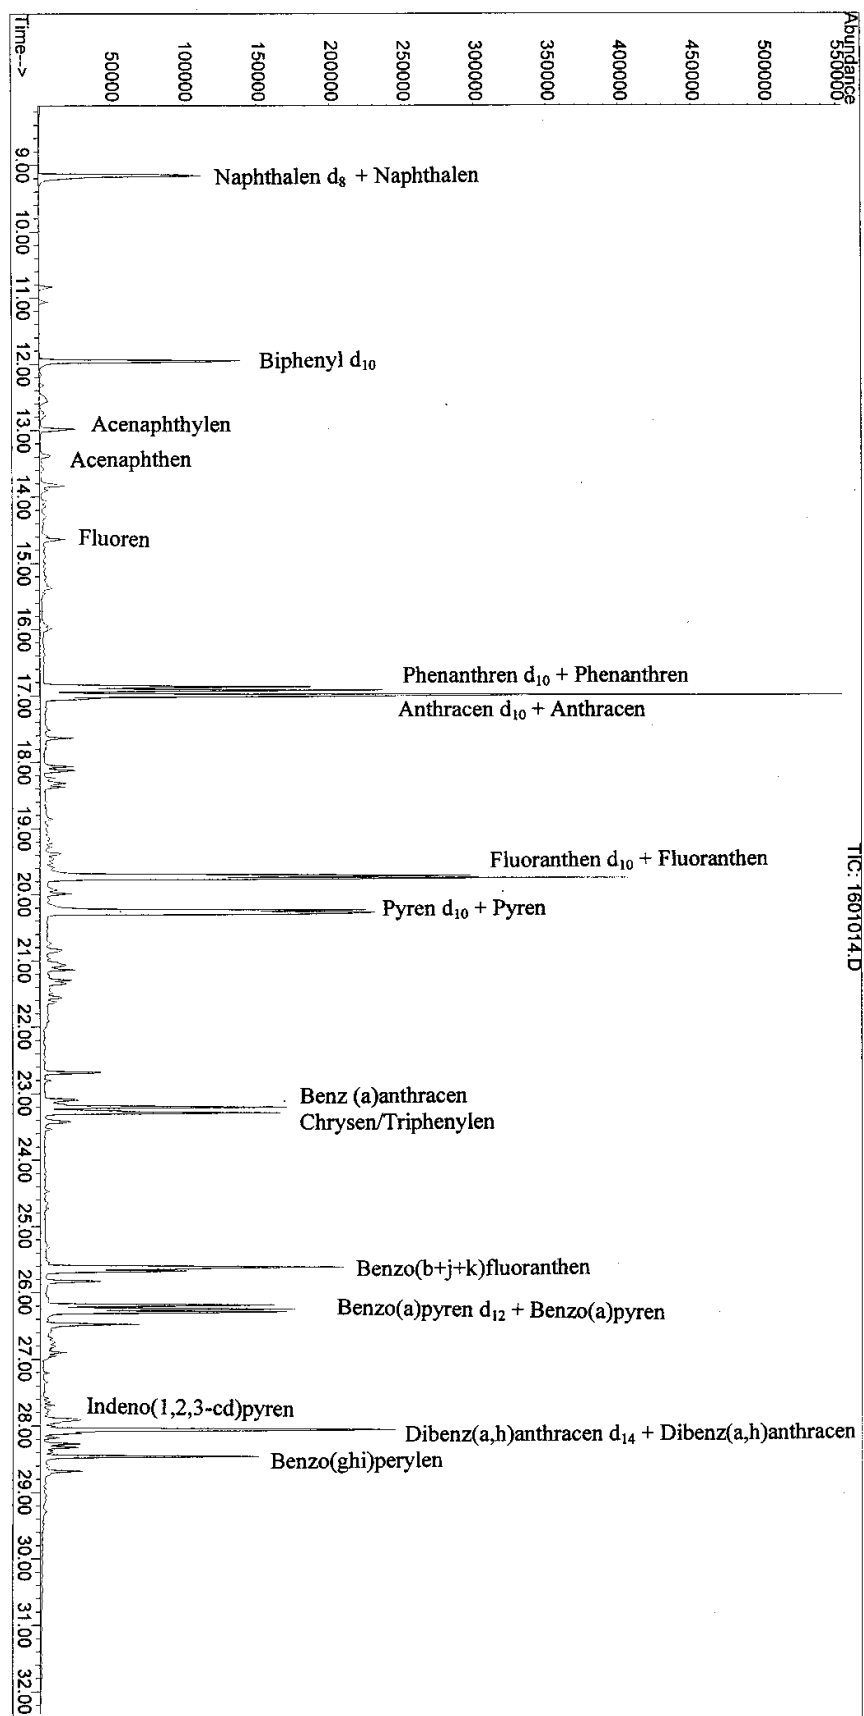 Abundance
550000
500000
450000
400000
350000
300000
250000
200000
150000
100000
50000
Time-->
TIC: 1601014.D
9.00
10.00
11.00
12.00
13.00
14.00
15.00
16.00
17.00
18.00
19.00
20.00
21.00
22.00
23.00
24.00
25.00
26.00
27.00
28.00
29.00
30.00
31.00
32.00
Naphthalen d₈ + Naphthalen
Biphenyl d₁₀
Acenaphthylen
Acenaphthen
Fluoren
Phenanthren d₁₀ + Phenanthren
Anthracen d₁₀ + Anthracen
Fluoranthen d₁₀ + Fluoranthen
Pyren d₁₀ + Pyren
Benz (a)anthracen
Chrysen/Triphenylen
Benzo(b+j+k)fluoranthen
Benzo(a)pyren d₁₂ + Benzo(a)pyren
Indeno(1,2,3-cd)pyren
Dibenz(a,h)anthracen d₁₄ + Dibenz(a,h)anthracen
Benzo(ghi)perylen